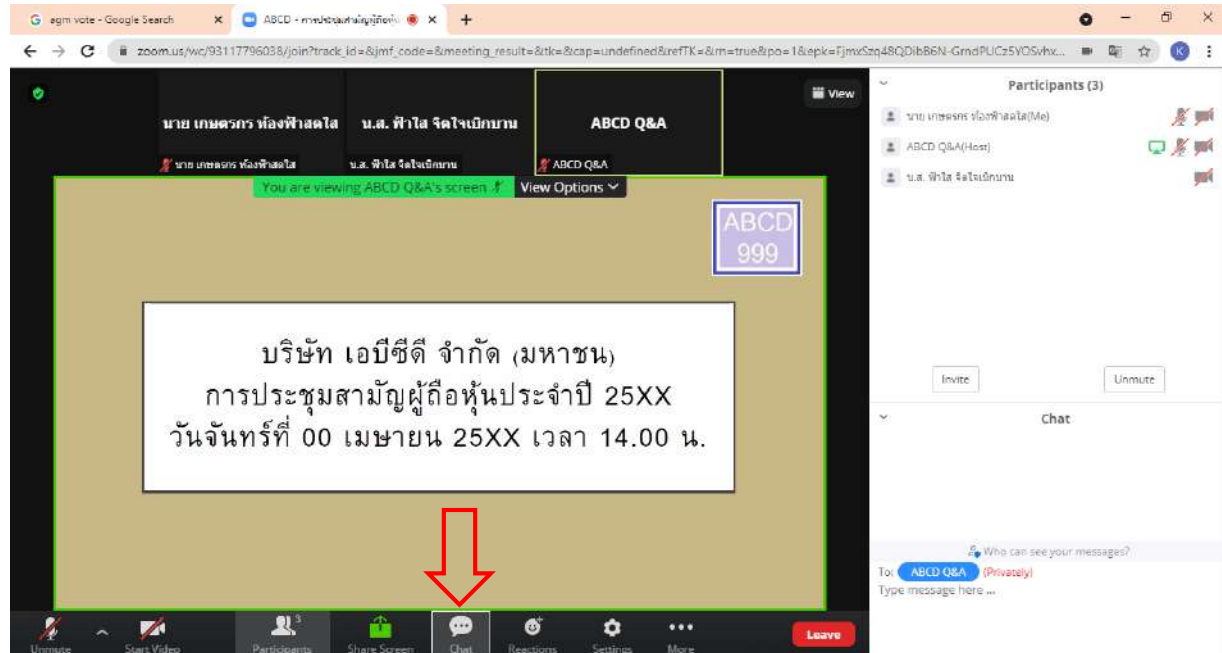 agm vote - Google Search
ABCD - การประชุมสามัญผู้ถือหุ้น
zoom.us/wc/93117796038/join?track_id=&jmf_code=&meeting_result=&tk=&cap=undefined&refTK=&rm=true&po=1&epk=
K
View
นาย เกษตรกร ท้องฟ้าสดใส
น.ส. ฟ้าใส จิตใจเบิกบาน
ABCD Q&A
นาย เกษตรกร ท้องฟ้าสดใส
น.ส. ฟ้าใส จิตใจเบิกบาน
ABCD Q&A
You are viewing ABCD Q&A's screen
View Options
ABCD
999
บริษัท เอบีซีดี จำกัด (มหาชน)
การประชุมสามัญผู้ถือหุ้นประจำปี 25XX
วันจันทร์ที่ 00 เมษายน 25XX เวลา 14.00 น.
Unmute
Start Video
3
Participants
Share Screen
Chat
Reactions
Settings
More
Leave
Participants (3)
นาย เกษตรกร ท้องฟ้าสดใส(Me)
ABCD Q&A(Host)
น.ส. ฟ้าใส จิตใจเบิกบาน
Invite
Unmute
Chat
Who can see your messages?
To: ABCD Q&A (Privately)
Type message here ...